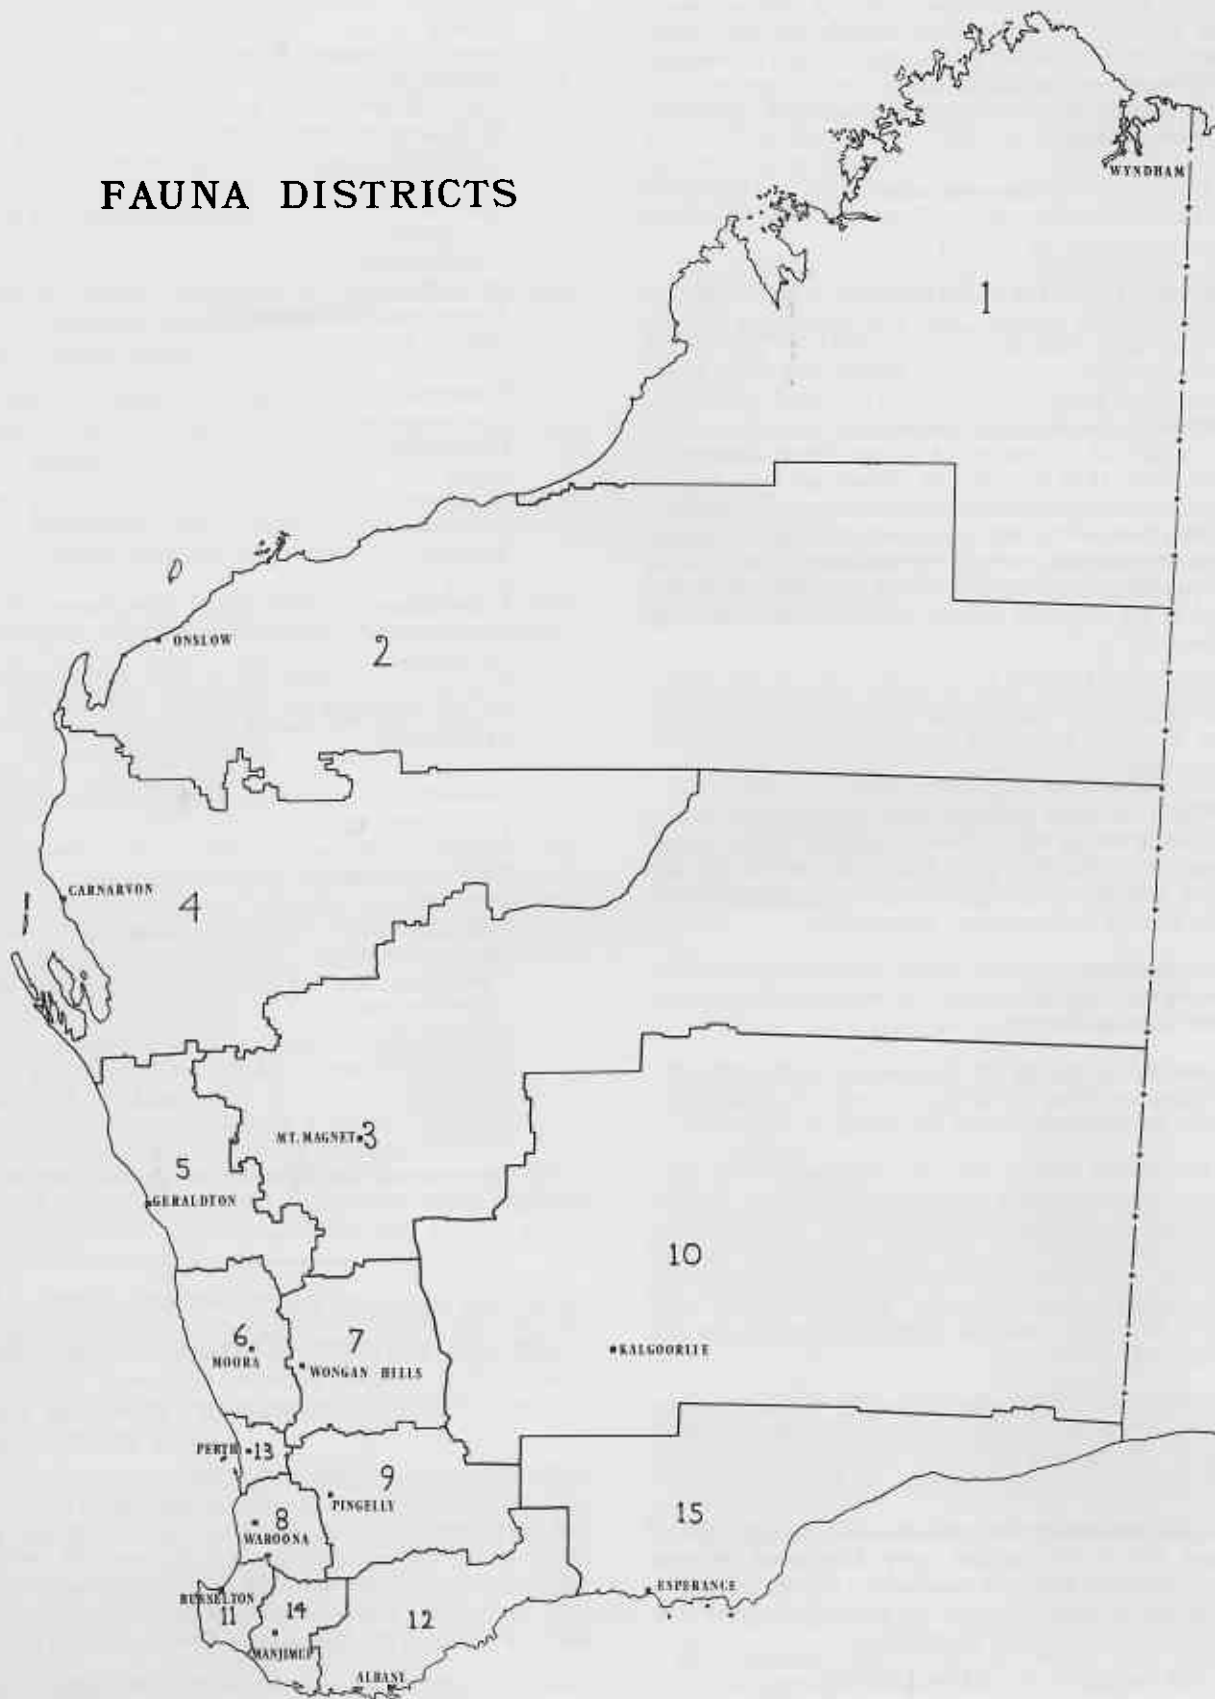 FAUNA DISTRICTS
WYNDHAM
1
ONSLOW
2
CARNARVON
4
MT. MAGNET 3
5
GERALDTON
10
6
MOORA
7
WONGAN HILLS
KALGOORLIE
PERTH 13
9
PINGELLY
15
8
WAROONA
ESPERANCE
BUSSELTON
11
14
12
MANJIMUP
ALBANY